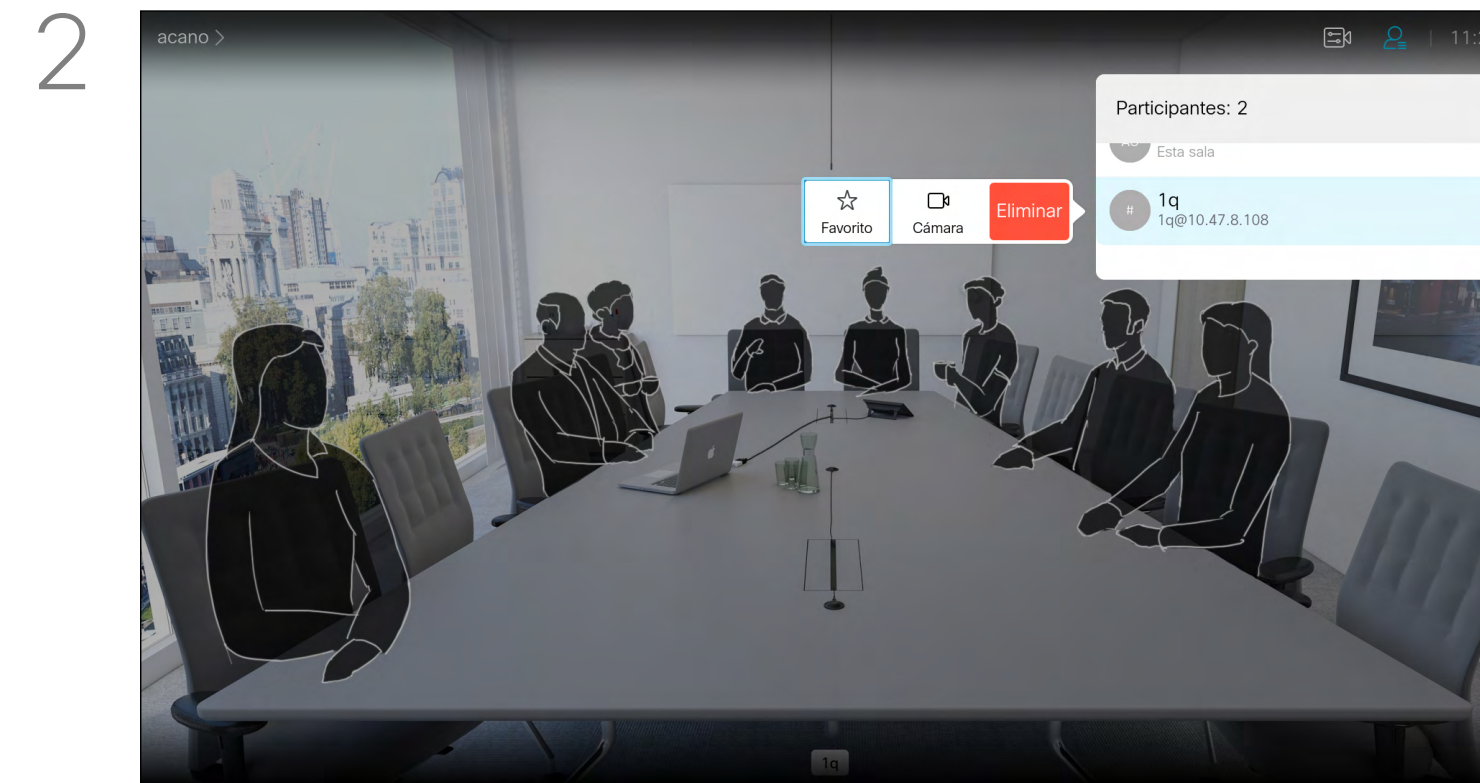 2
acano >
Participantes: 2
Esta sala
Favorito
Cámara
Eliminar
#
1q
1q@10.47.8.108
1q